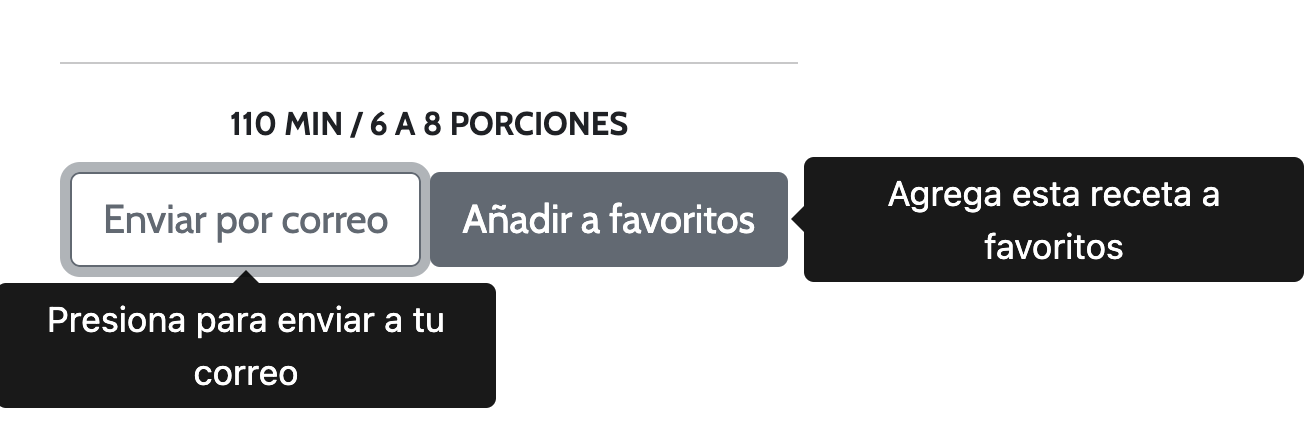 110 MIN / 6 A 8 PORCIONES
Enviar por correo
Añadir a favoritos
Agrega esta receta a
favoritos
Presiona para enviar a tu
correo